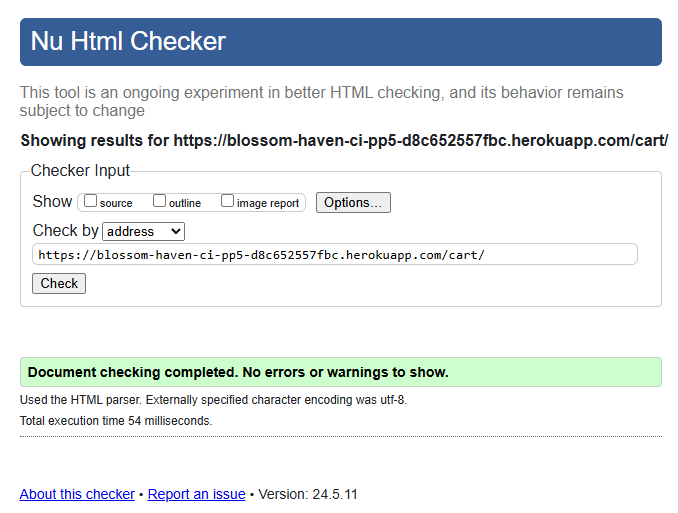 Nu Html Checker
This tool is an ongoing experiment in better HTML checking, and its behavior remains
subject to change
Showing results for https://blossom-haven-ci-pp5-d8c652557fbc.herokuapp.com/cart/
Checker Input
Show source outline image report Options...
Check by address
https://blossom-haven-ci-pp5-d8c652557fbc.herokuapp.com/cart/
Check
Document checking completed. No errors or warnings to show.
Used the HTML parser. Externally specified character encoding was utf-8.
Total execution time 54 milliseconds.
About this checker • Report an issue • Version: 24.5.11